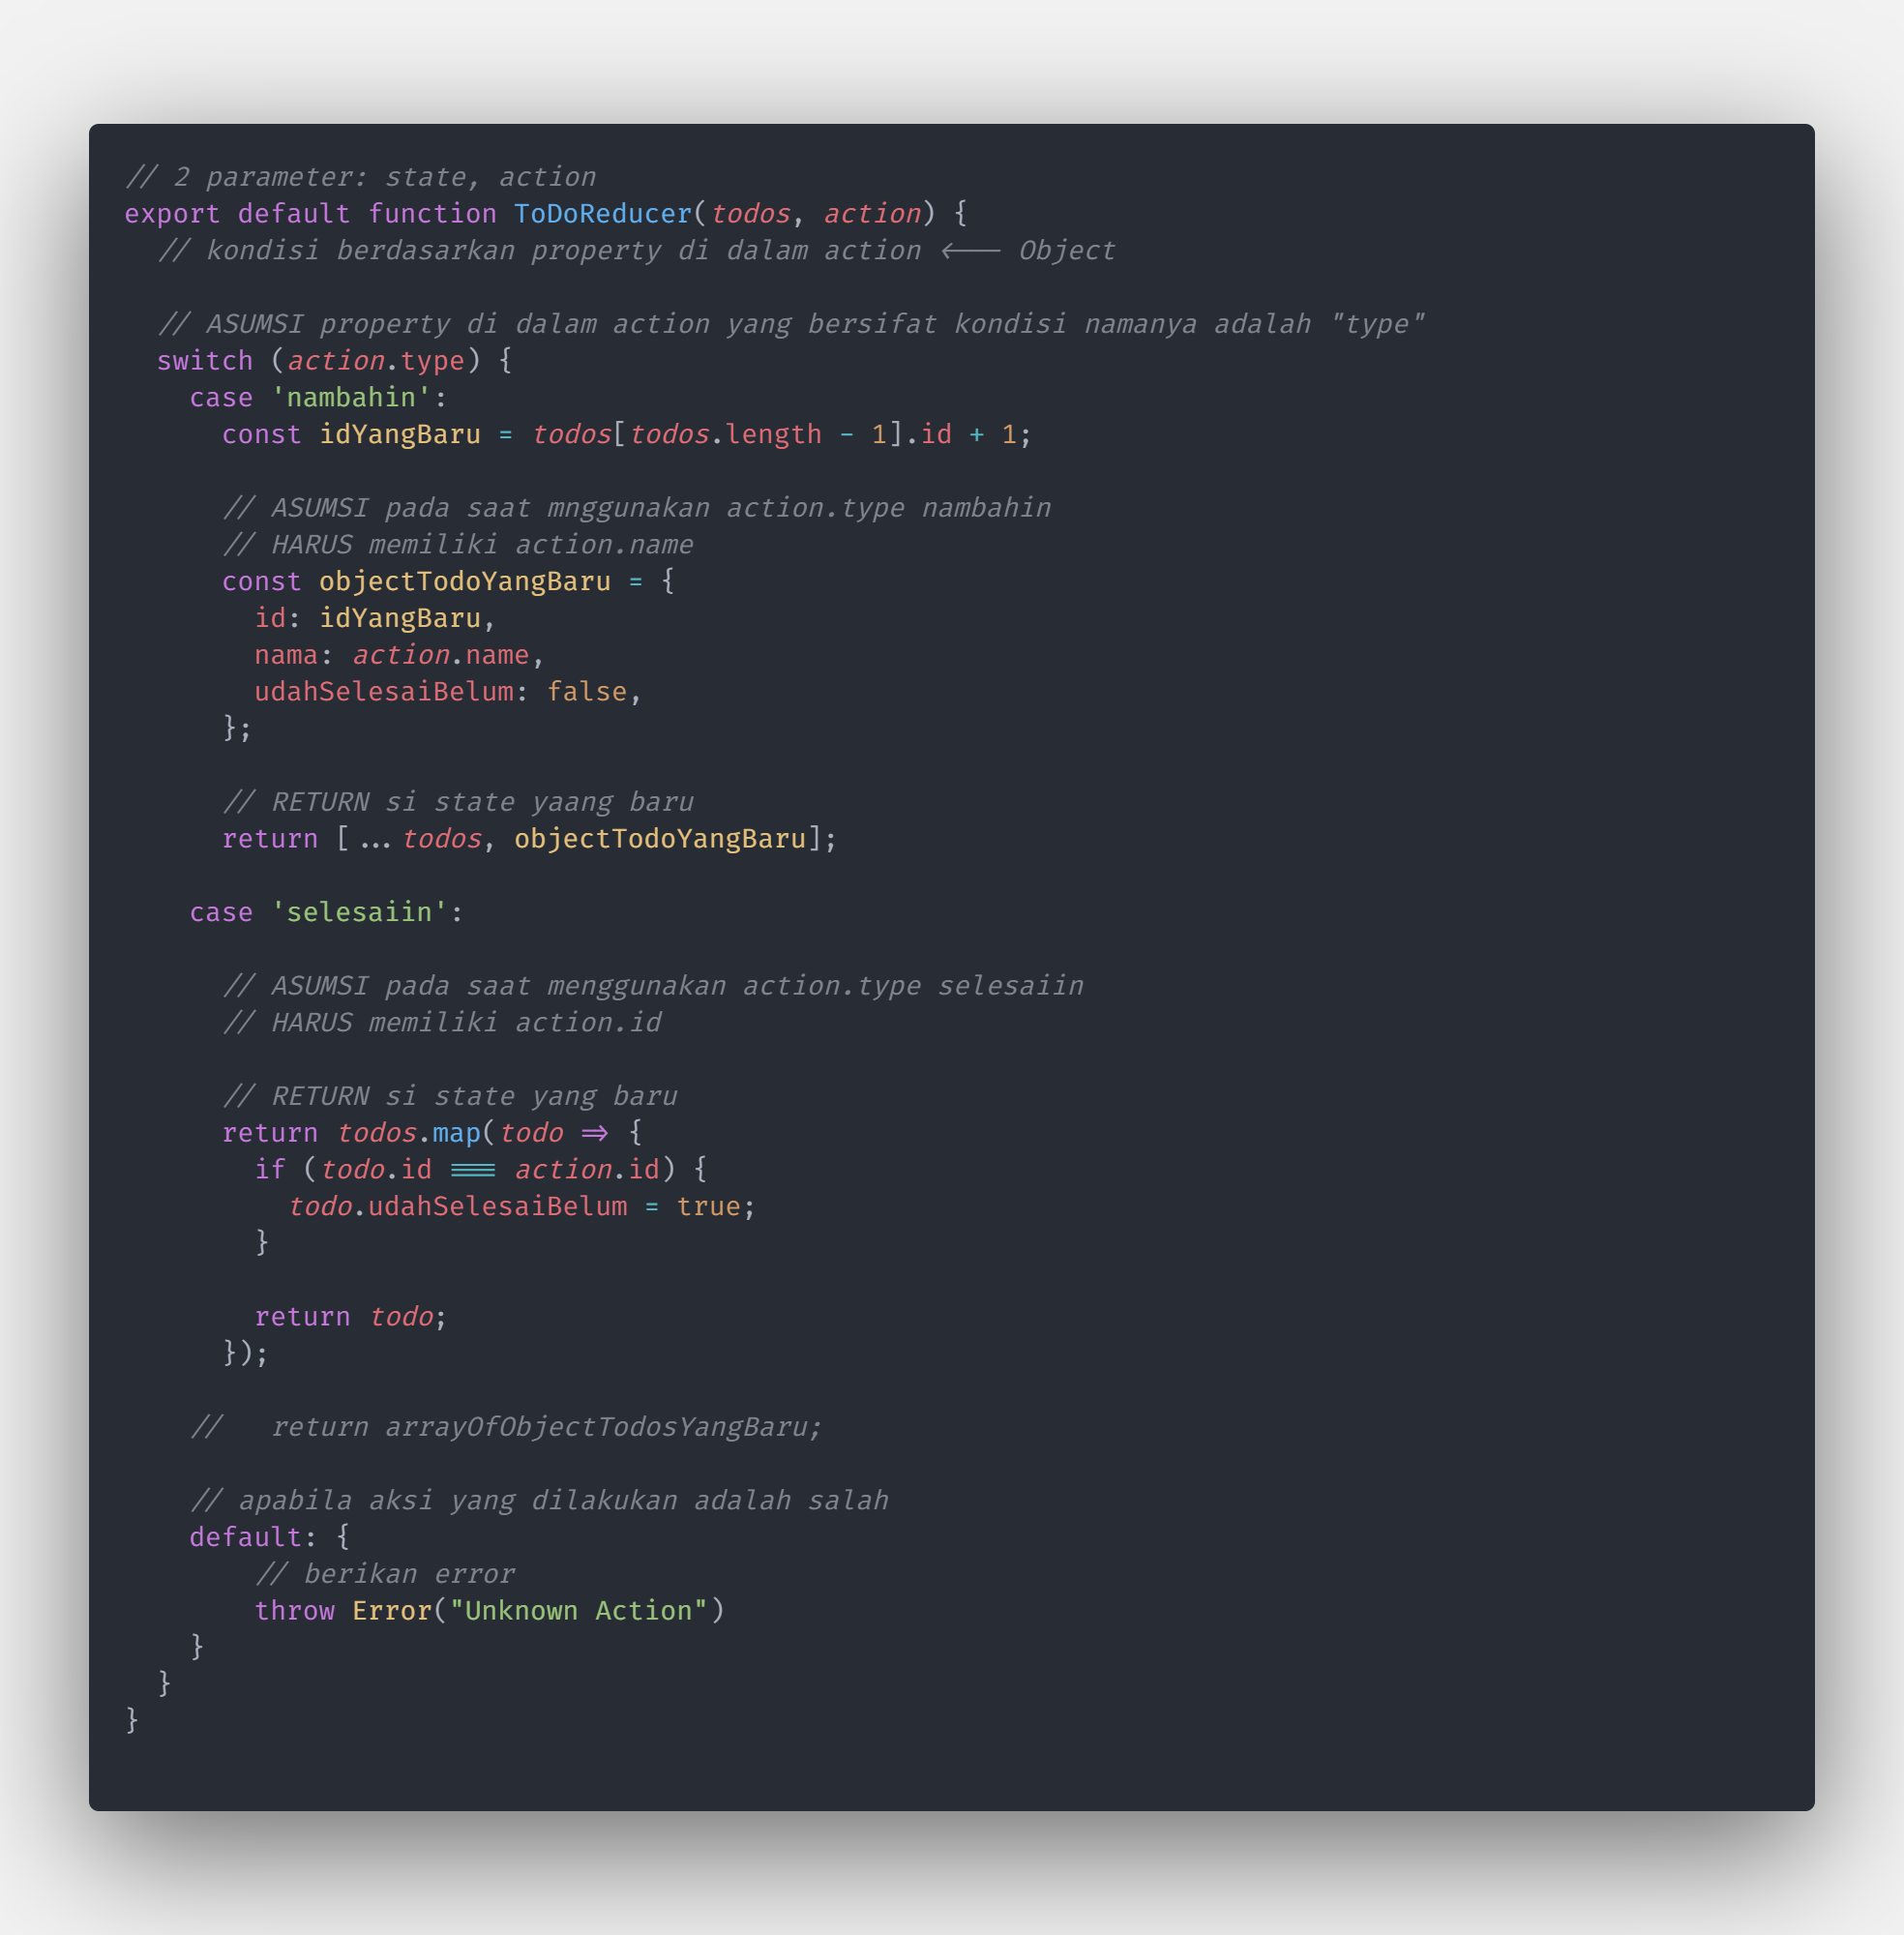 // 2 parameter: state, action
export default function ToDoReducer(todos, action) {
  // kondisi berdasarkan property di dalam action <--- Object

  // ASUMSI property di dalam action yang bersifat kondisi namanya adalah "type"
  switch (action.type) {
    case 'nambahin':
      const idYangBaru = todos[todos.length - 1].id + 1;

      // ASUMSI pada saat mnggunakan action.type nambahin
      // HARUS memiliki action.name
      const objectTodoYangBaru = {
        id: idYangBaru,
        nama: action.name,
        udahSelesaiBelum: false,
      };

      // RETURN si state yaang baru
      return [...todos, objectTodoYangBaru];

    case 'selesaiin':

      // ASUMSI pada saat menggunakan action.type selesaiin
      // HARUS memiliki action.id

      // RETURN si state yang baru
      return todos.map(todo => {
        if (todo.id === action.id) {
          todo.udahSelesaiBelum = true;
        }

        return todo;
      });

    //   return arrayOfObjectTodosYangBaru;

    // apabila aksi yang dilakukan adalah salah
    default: {
        // berikan error
        throw Error("Unknown Action")
    }
  }
}